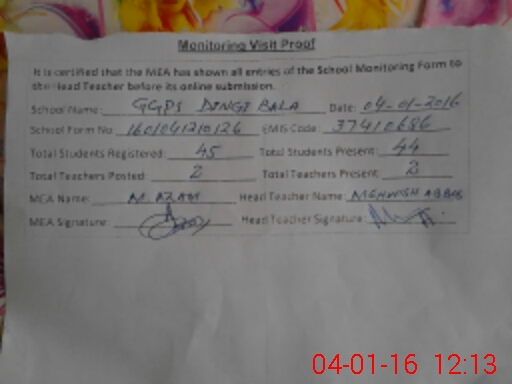 Monitoring Visit Proof
It is certified that the MEA has shown all entries of the School Monitoring Form to
the Head Teacher before its online submission.
School Name: GGPS DINGI BALA Date: 04-01-2016
School Form No 1601041210126 EMIS Code: 37410686
Total Students Registered: 45 Total Students Present: 44
Total Teachers Posted: 2 Total Teachers Present: 2
MEA Name: M. AZAM Head Teacher Name: MEHWISH ABBAS
MEA Signature: Head Teacher Signature:
04-01-16 12:13